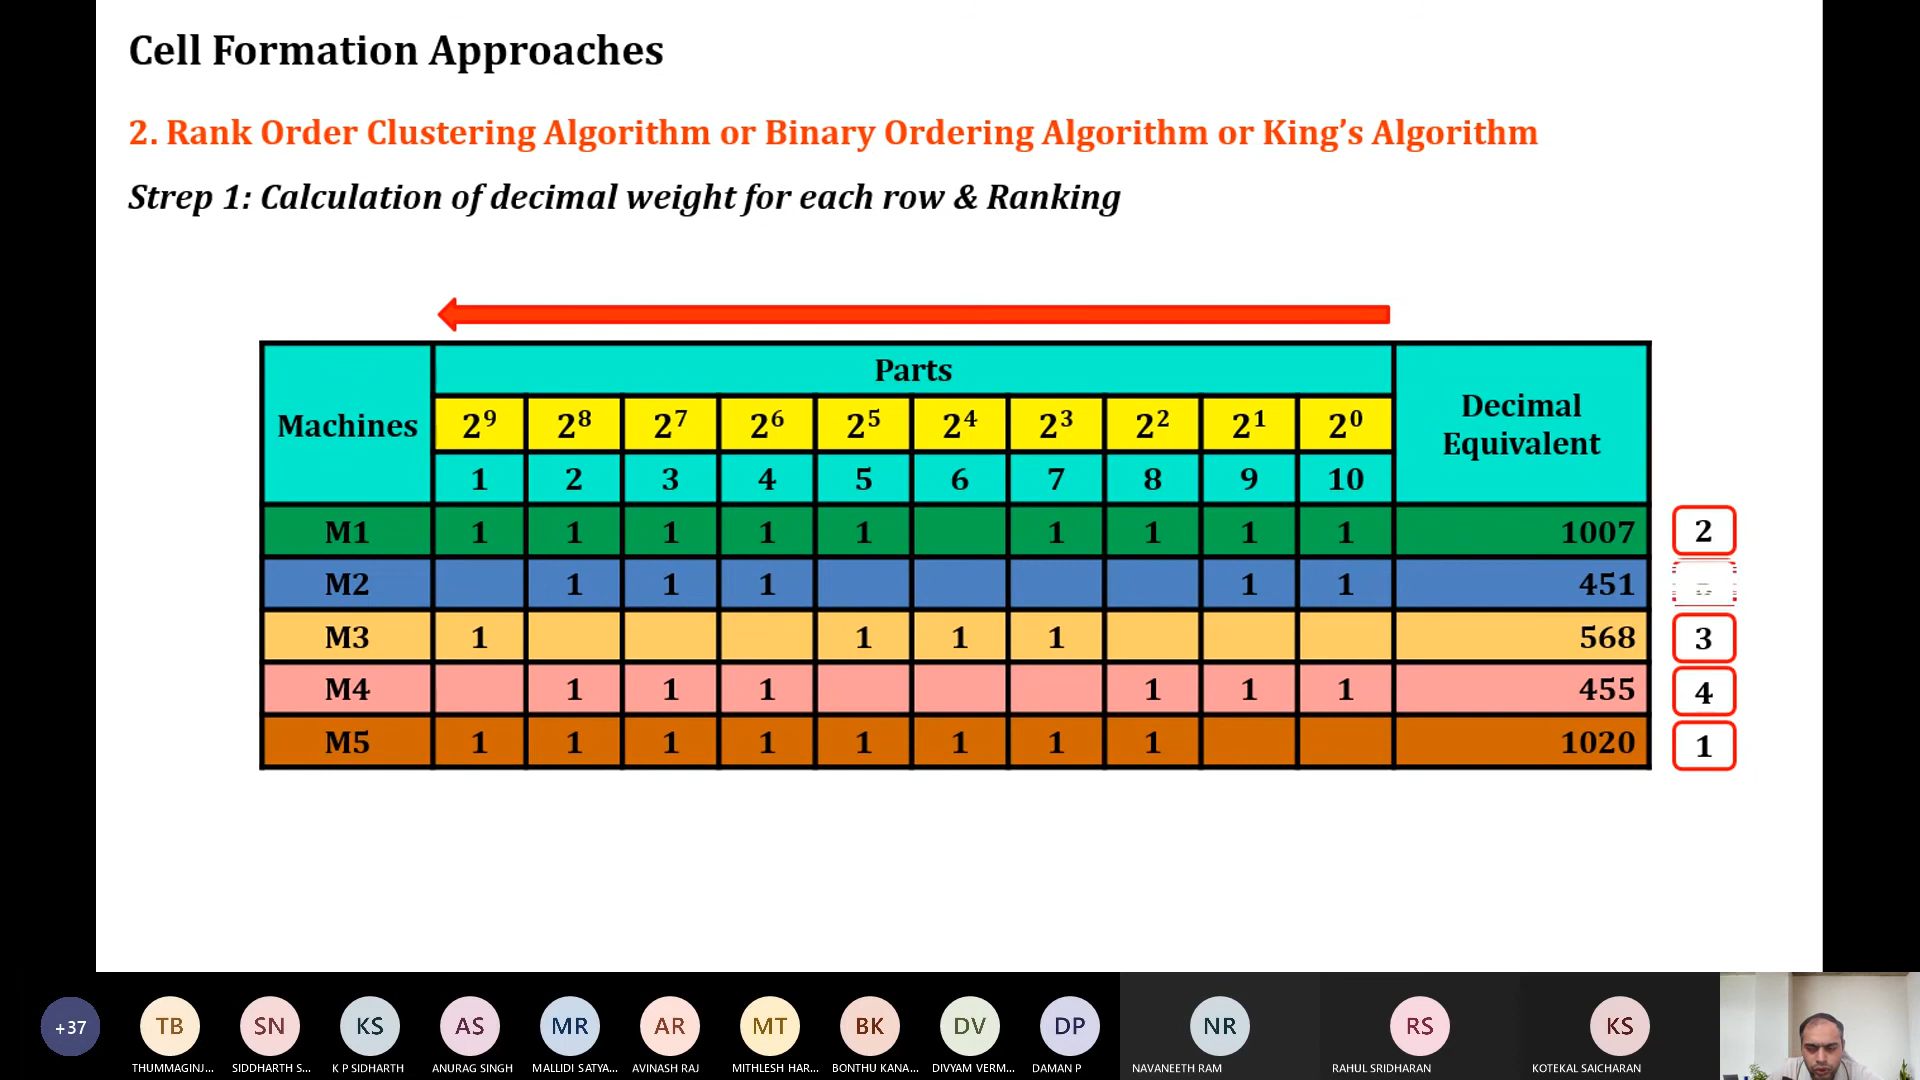 Cell Formation Approaches
2. Rank Order Clustering Algorithm or Binary Ordering Algorithm or King’s Algorithm
Strep 1: Calculation of decimal weight for each row & Ranking
Machines Parts Decimal Equivalent
2⁹ 2⁸ 2⁷ 2⁶ 2⁵ 2⁴ 2³ 2² 2¹ 2⁰
1 2 3 4 5 6 7 8 9 10
M1 1 1 1 1 1 1 1 1 1 1007 2
M2 1 1 1 1 1 451
M3 1 1 1 1 568 3
M4 1 1 1 1 1 1 455 4
M5 1 1 1 1 1 1 1 1 1020 1
+37 TB SN KS AS MR AR MT BK DV DP NR RS KS
THUMMAGINJ... SIDDHARTH S... K P SIDHARTH ANURAG SINGH MALLIDI SATYA... AVINASH RAJ MITHLESH HAR... BONTHU KANA... DIVYAM VERM... DAMAN P NAVANEETH RAM RAHUL SRIDHARAN KOTEKAL SAICHARAN